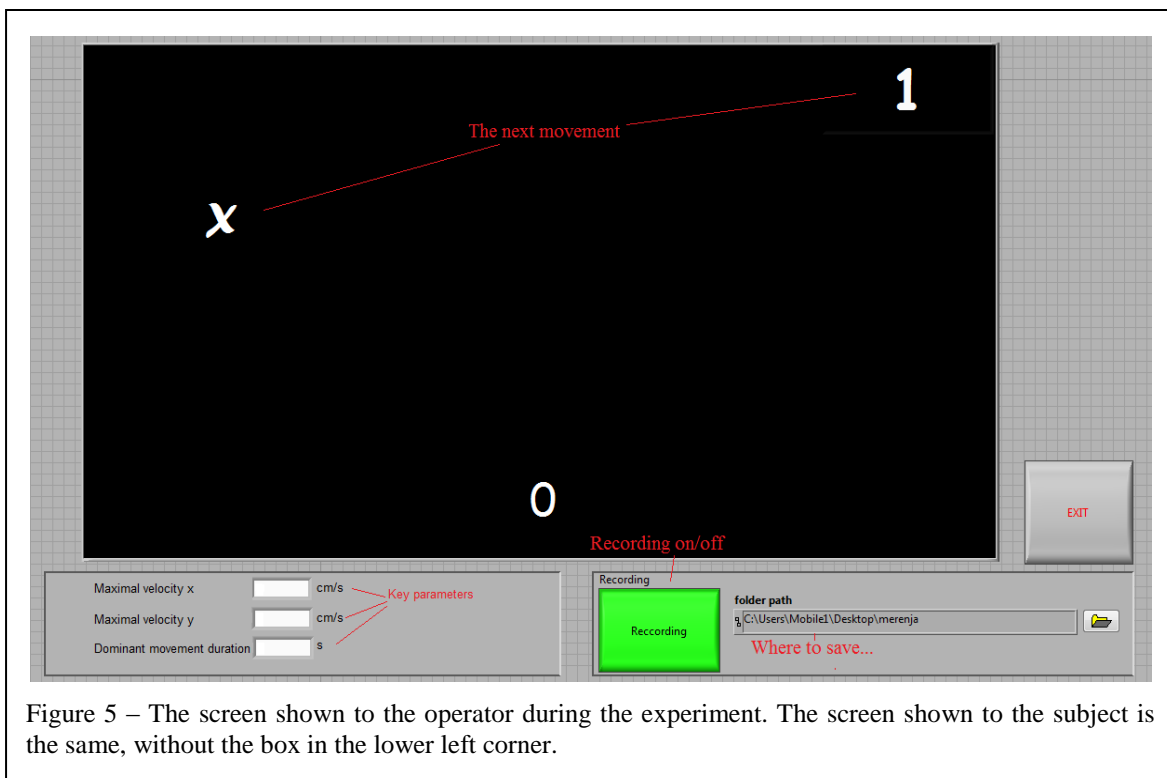 1
The next movement
x
0
EXIT
Recording on/off
Maximal velocity x cm/s
Key parameters
Maximal velocity y cm/s
Dominant movement duration s
Recording
Reccording
folder path
C:\Users\Mobile1\Desktop\merenja
Where to save...
Figure 5 – The screen shown to the operator during the experiment. The screen shown to the subject is
the same, without the box in the lower left corner.